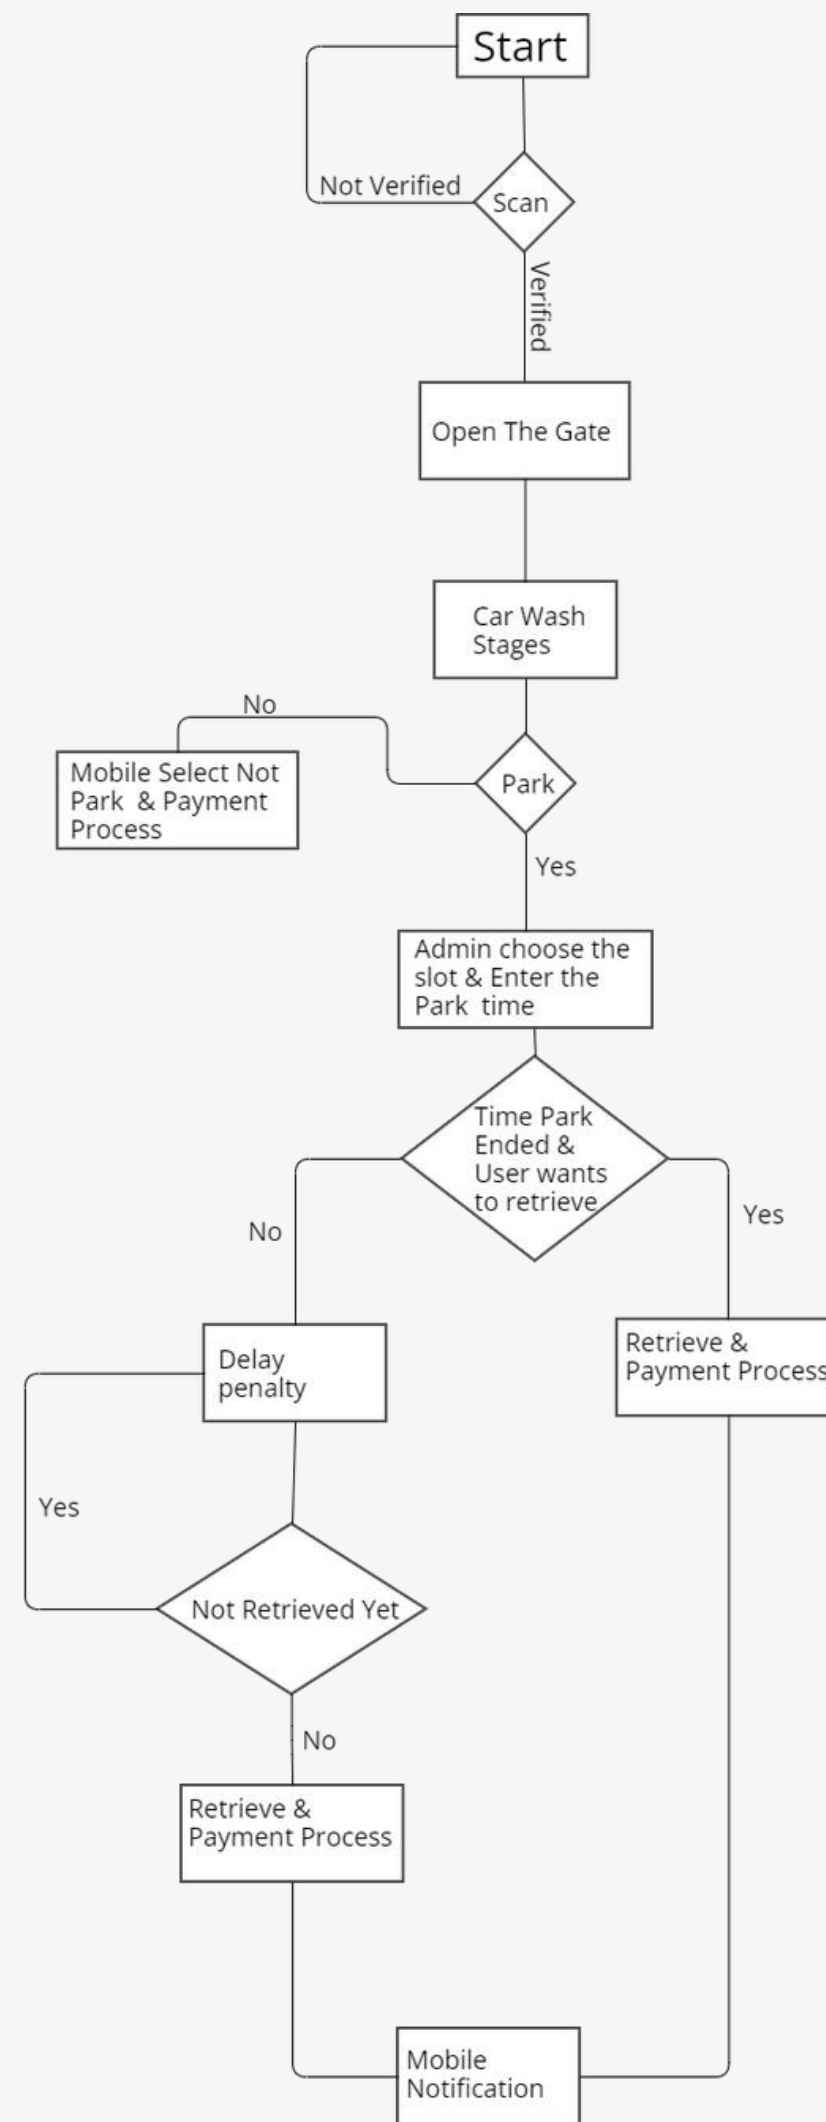 Start
Not Verified
Scan
Verified
Open The Gate
Car Wash
Stages
No
Mobile Select Not
Park & Payment
Process
Park
Yes
Admin choose the
slot & Enter the
Park time
Time Park
Ended &
User wants
to retrieve
No
Yes
Delay
penalty
Retrieve &
Payment Process
Yes
Not Retrieved Yet
No
Retrieve &
Payment Process
Mobile
Notification